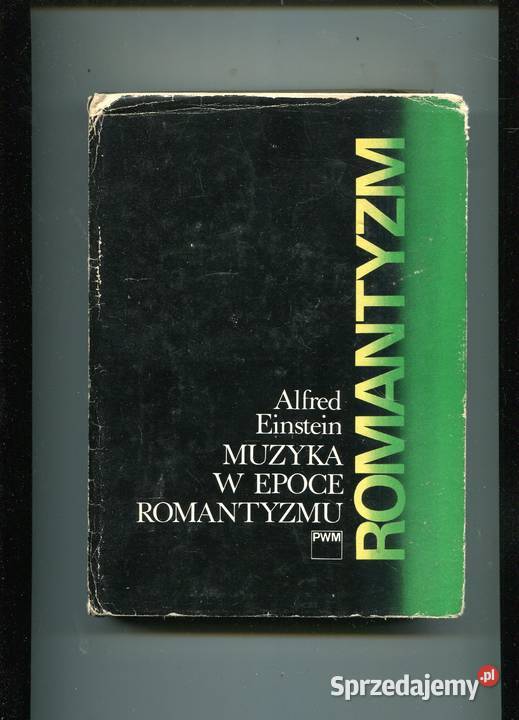 Alfred
Einstein
MUZYKA
W EPOCE
ROMANTYZMU
PWM
ROMANTYZM
Sprzedajemy.pl